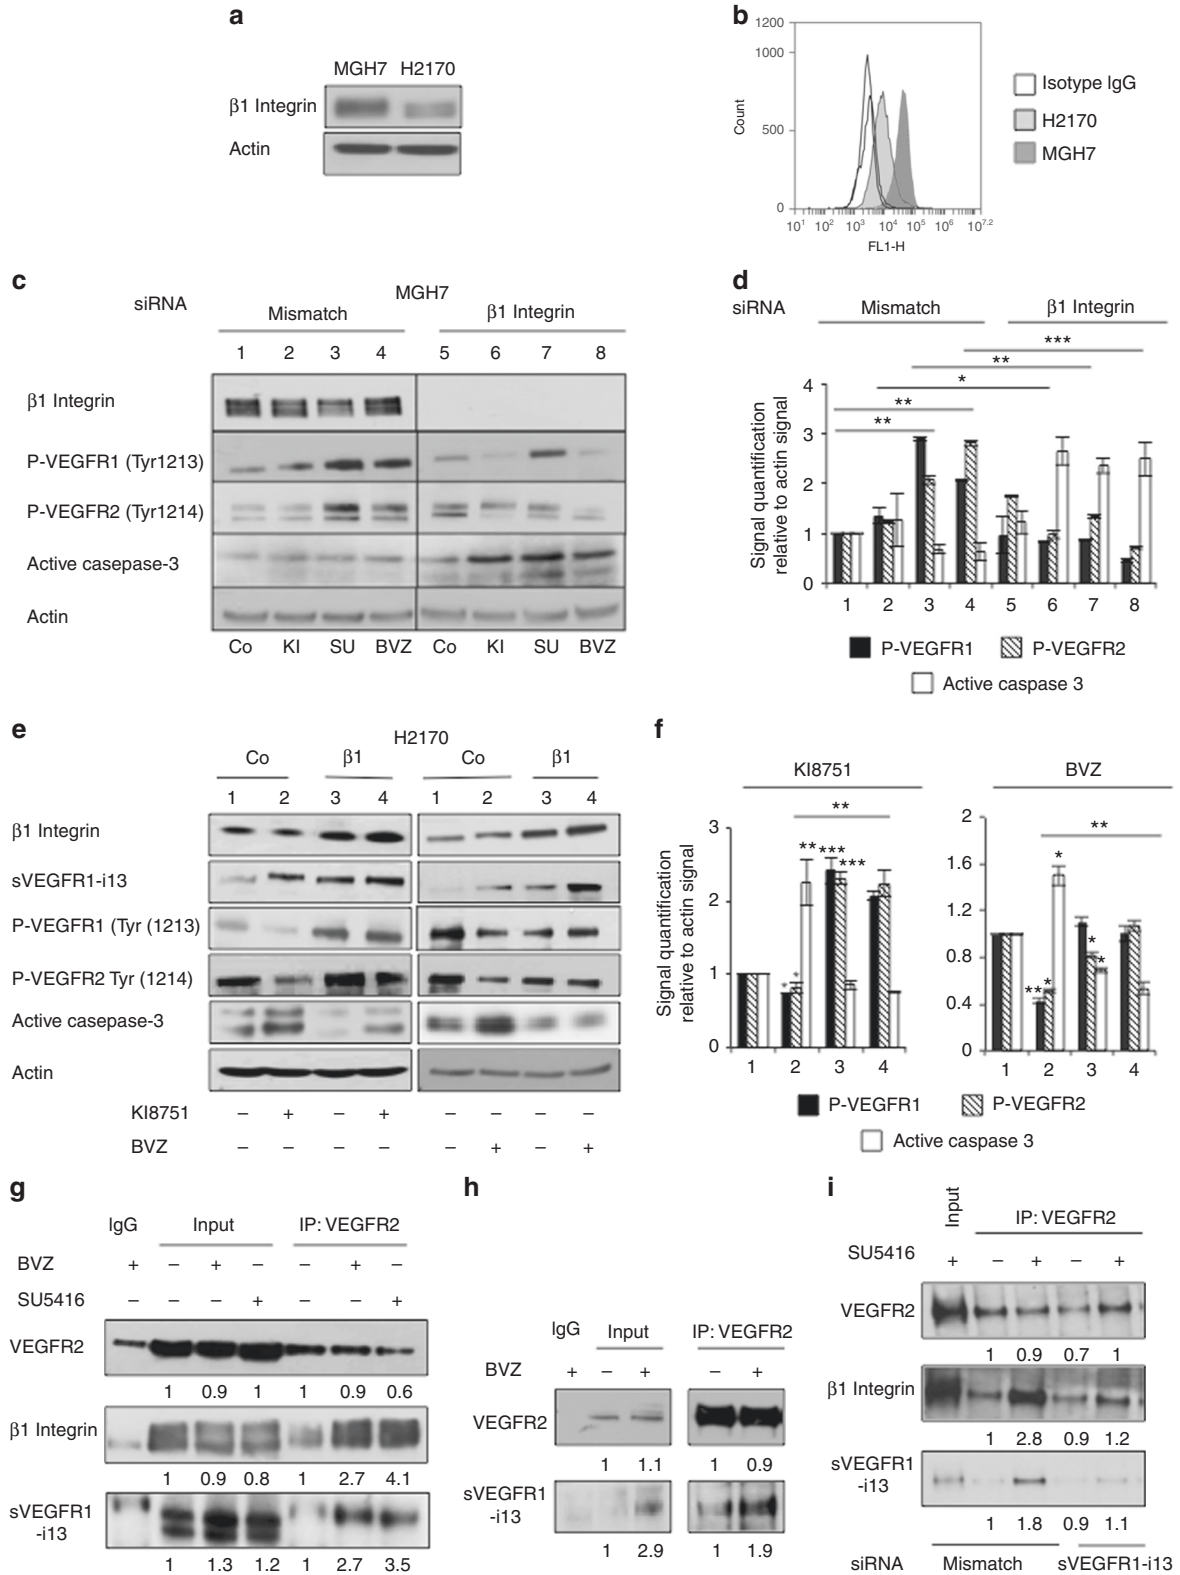 a
MGH7 H2170
β1 Integrin
Actin
b
1200
1000
500
0
Count
10^1 10^2 10^3 10^4 10^5 10^6 10^7.2
FL1-H
Isotype IgG
H2170
MGH7
c
MGH7
siRNA
Mismatch
β1 Integrin
1 2 3 4 5 6 7 8
β1 Integrin
P-VEGFR1 (Tyr1213)
P-VEGFR2 (Tyr1214)
Active casepase-3
Actin
Co KI SU BVZ Co KI SU BVZ
d
siRNA Mismatch β1 Integrin
***
**
*
**
**
Signal quantification
relative to actin signal
4
3
2
1
0
1 2 3 4 5 6 7 8
P-VEGFR1 P-VEGFR2
Active caspase 3
e
H2170
Co β1 Co β1
1 2 3 4 1 2 3 4
β1 Integrin
sVEGFR1-i13
P-VEGFR1 (Tyr (1213)
P-VEGFR2 Tyr (1214)
Active casepase-3
Actin
KI8751 – + – + – – – –
BVZ – – – – – + – +
f
KI8751 BVZ
Signal quantification
relative to actin signal
3
2
1
0
**
** *** ***
* *
1 2 3 4
2
1.6
1.2
0.8
0.4
0
**
*
** * * *
1 2 3 4
P-VEGFR1 P-VEGFR2
Active caspase 3
g
IgG Input IP: VEGFR2
BVZ + – + – – + –
SU5416 – – – + – – +
VEGFR2
1 0.9 1 1 0.9 0.6
β1 Integrin
1 0.9 0.8 1 2.7 4.1
sVEGFR1
-i13
1 1.3 1.2 1 2.7 3.5
h
IgG Input IP: VEGFR2
BVZ + – + – +
VEGFR2
1 1.1 1 0.9
sVEGFR1
-i13
1 2.9 1 1.9
i
Input IP: VEGFR2
SU5416 + – + – +
VEGFR2
1 0.9 0.7 1
β1 Integrin
1 2.8 0.9 1.2
sVEGFR1
-i13
1 1.8 0.9 1.1
siRNA Mismatch sVEGFR1-i13